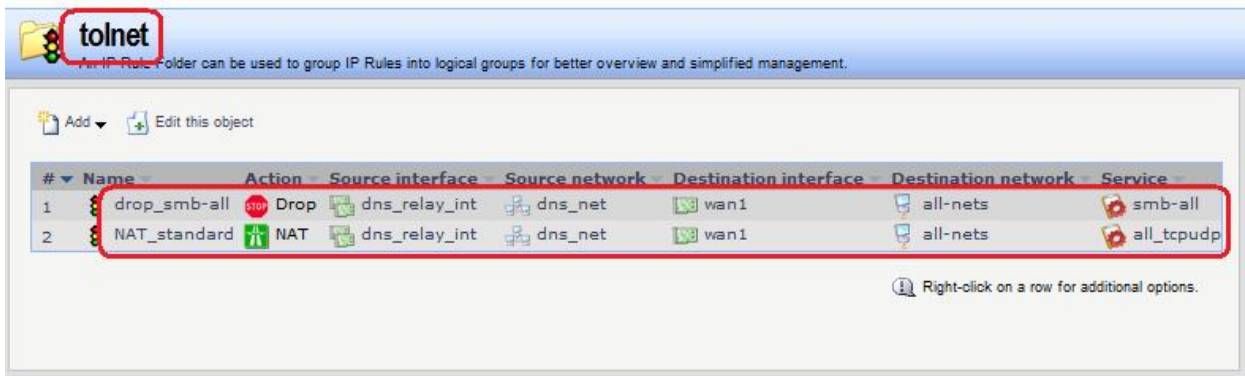 tolnet
An IP Rule Folder can be used to group IP Rules into logical groups for better overview and simplified management.
Add Edit this object
# Name Action Source interface Source network Destination interface Destination network Service
1 drop_smb-all STOP Drop dns_relay_int dns_net wan1 all-nets smb-all
2 NAT_standard NAT dns_relay_int dns_net wan1 all-nets all_tcpudp
Right-click on a row for additional options.